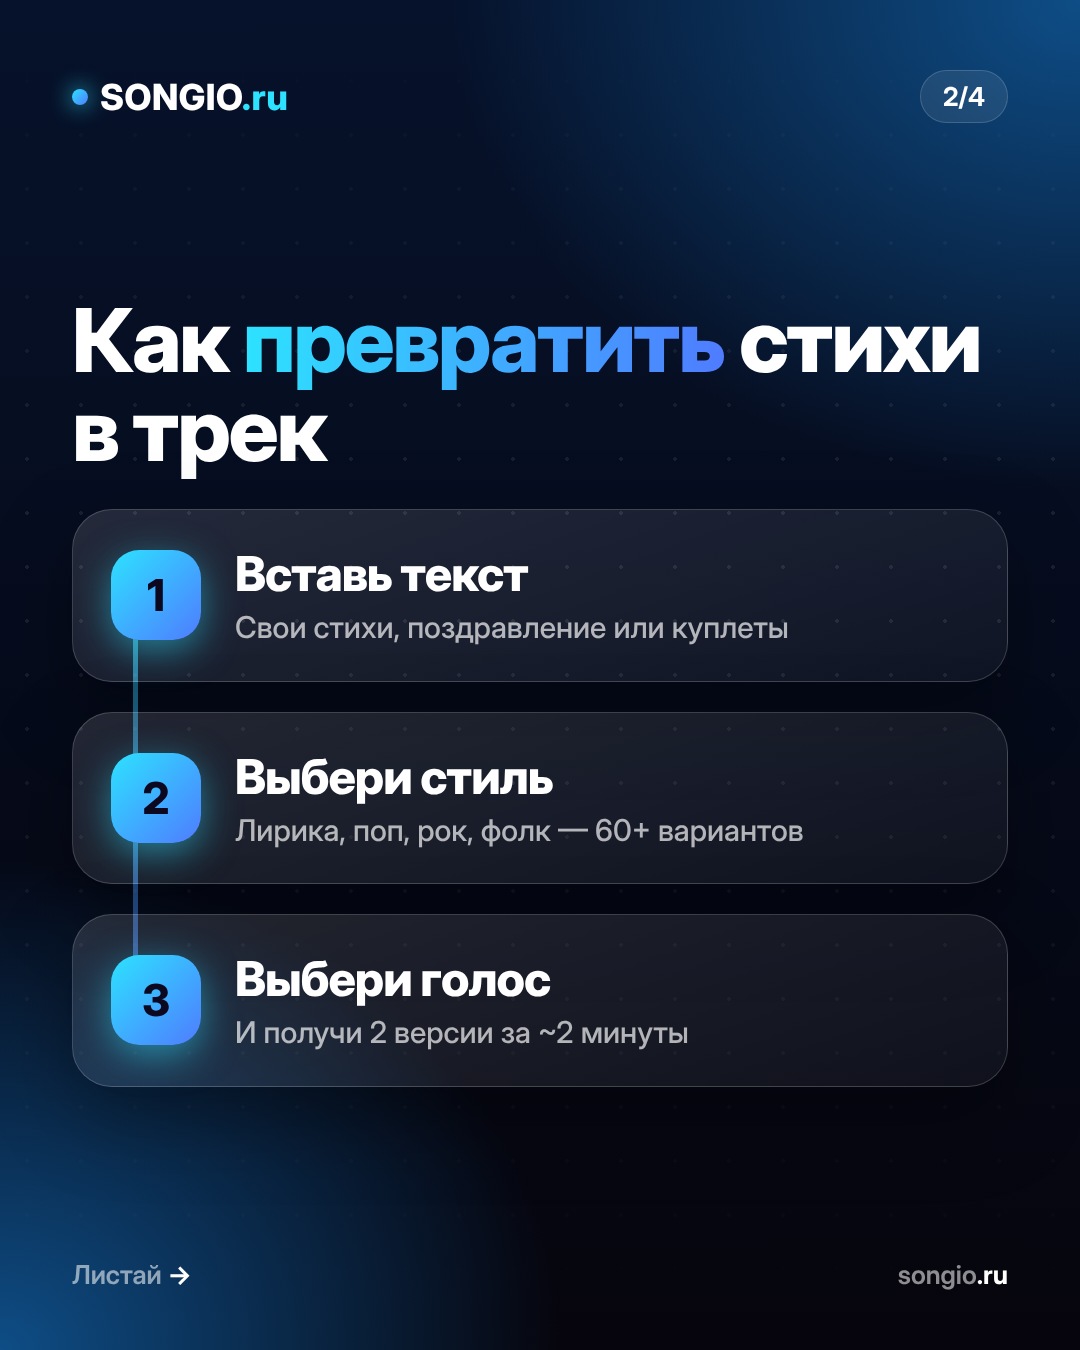 SONGIO.ru
2/4
Как превратить стихи
в трек
1
Вставь текст
Свои стихи, поздравление или куплеты
2
Выбери стиль
Лирика, поп, рок, фолк — 60+ вариантов
3
Выбери голос
И получи 2 версии за ~2 минуты
Листай →
songio.ru